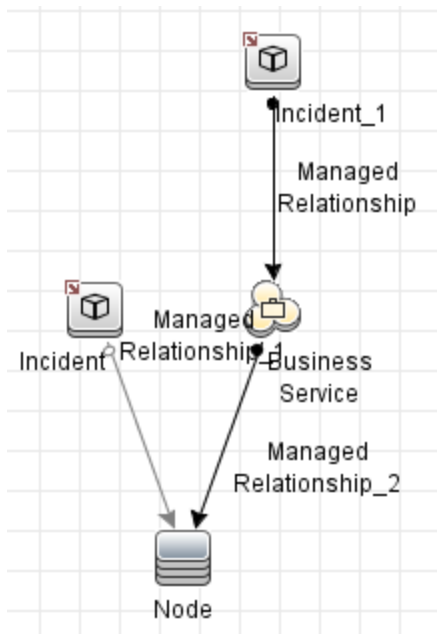 Incident_1
Managed
Relationship
Managed
Relationship_1
Incident
Business
Service
Managed
Relationship_2
Node